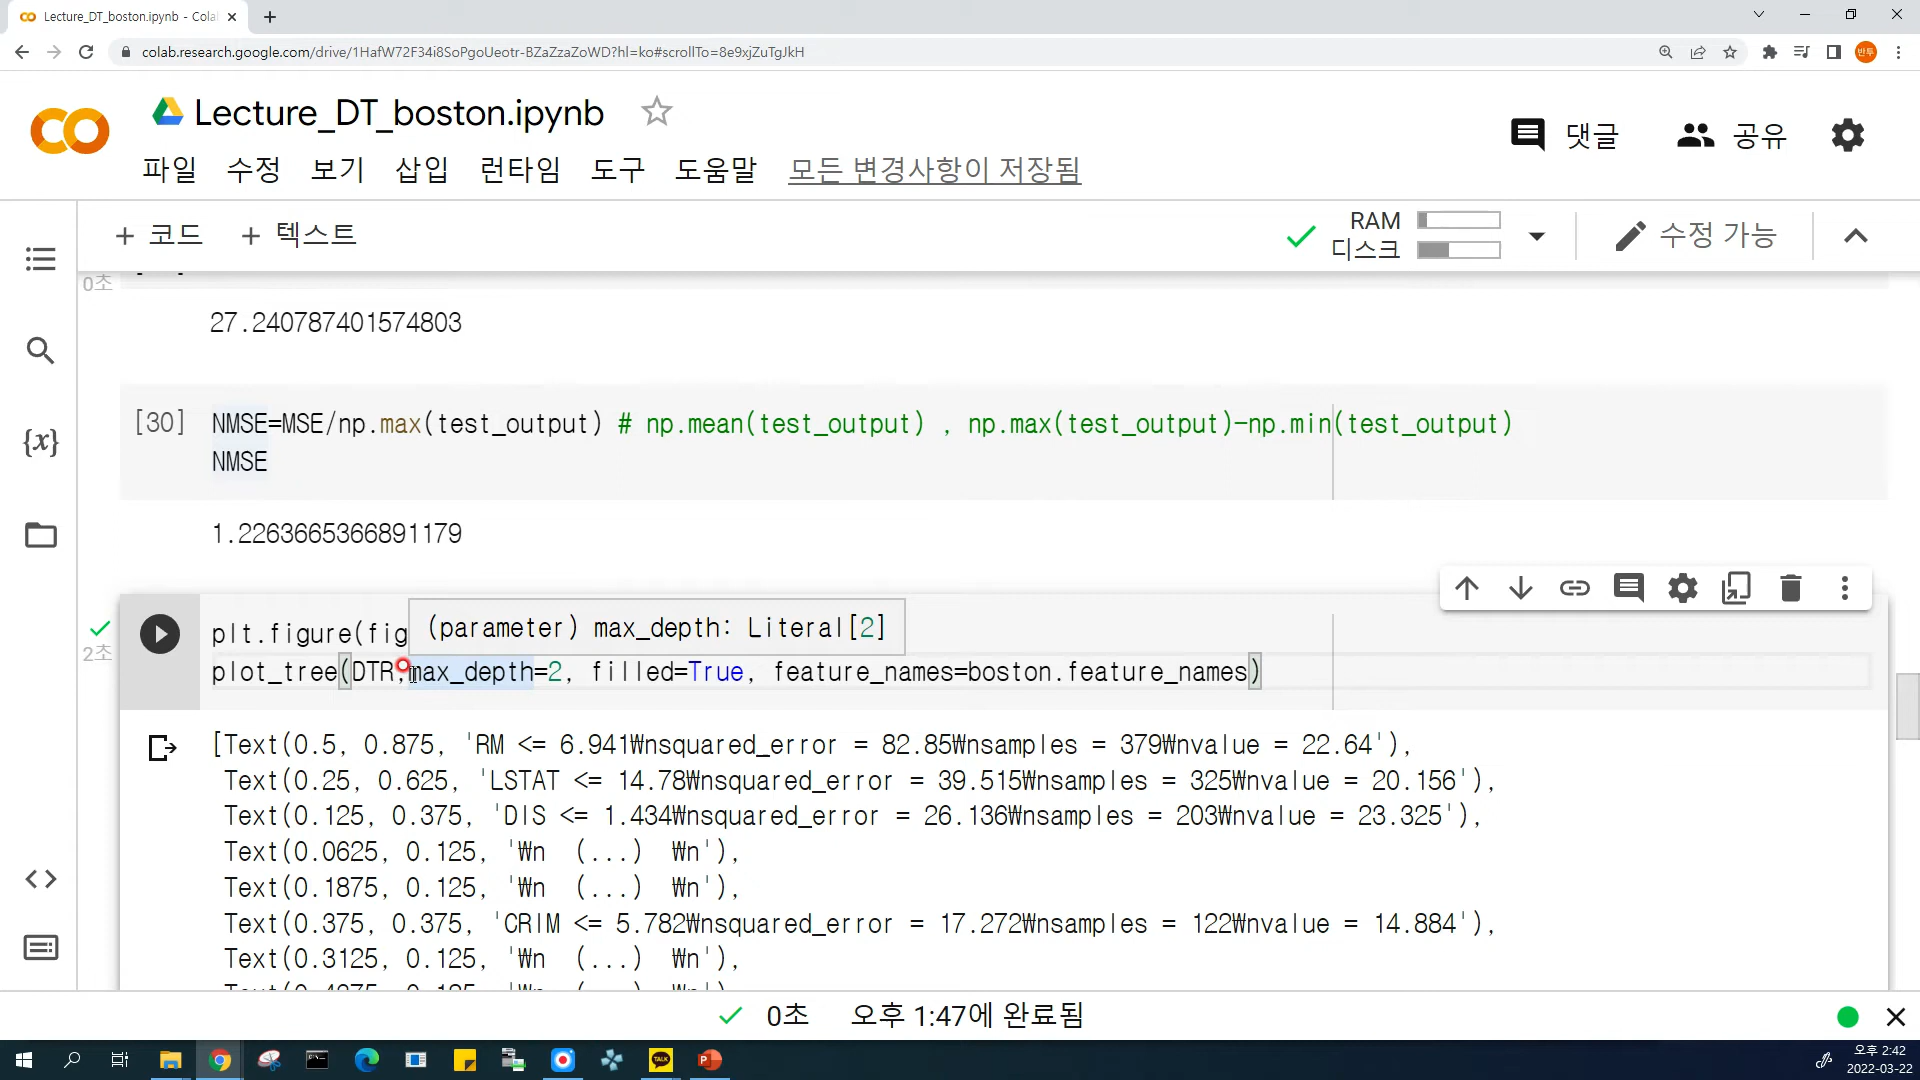 Lecture_DT_boston.ipynb - Cola
colab.research.google.com/drive/1HafW72F34i8SoPgoUeotr-BZaZzaZoWD?hl=ko#scrollTo=8e9xjZuTgJkH
반투
Lecture_DT_boston.ipynb
댓글
공유
파일 수정 보기 삽입 런타임 도구 도움말 모든 변경사항이 저장됨
+ 코드 + 텍스트
RAM
디스크
수정 가능
0초
27.240787401574803
[30] NMSE=MSE/np.max(test_output) # np.mean(test_output) , np.max(test_output)-np.min(test_output)
NMSE
1.2263665366891179
{x}
2초
plt.figure(fig
(parameter) max_depth: Literal[2]
plot_tree(DTR,max_depth=2, filled=True, feature_names=boston.feature_names)
[Text(0.5, 0.875, 'RM <= 6.941₩nsquared_error = 82.85₩nsamples = 379₩nvalue = 22.64'),
Text(0.25, 0.625, 'LSTAT <= 14.78₩nsquared_error = 39.515₩nsamples = 325₩nvalue = 20.156'),
Text(0.125, 0.375, 'DIS <= 1.434₩nsquared_error = 26.136₩nsamples = 203₩nvalue = 23.325'),
Text(0.0625, 0.125, '₩n  (...)  ₩n'),
Text(0.1875, 0.125, '₩n  (...)  ₩n'),
Text(0.375, 0.375, 'CRIM <= 5.782₩nsquared_error = 17.272₩nsamples = 122₩nvalue = 14.884'),
Text(0.3125, 0.125, '₩n  (...)  ₩n'),
0초 오후 1:47에 완료됨
TALK
오후 2:42
2022-03-22